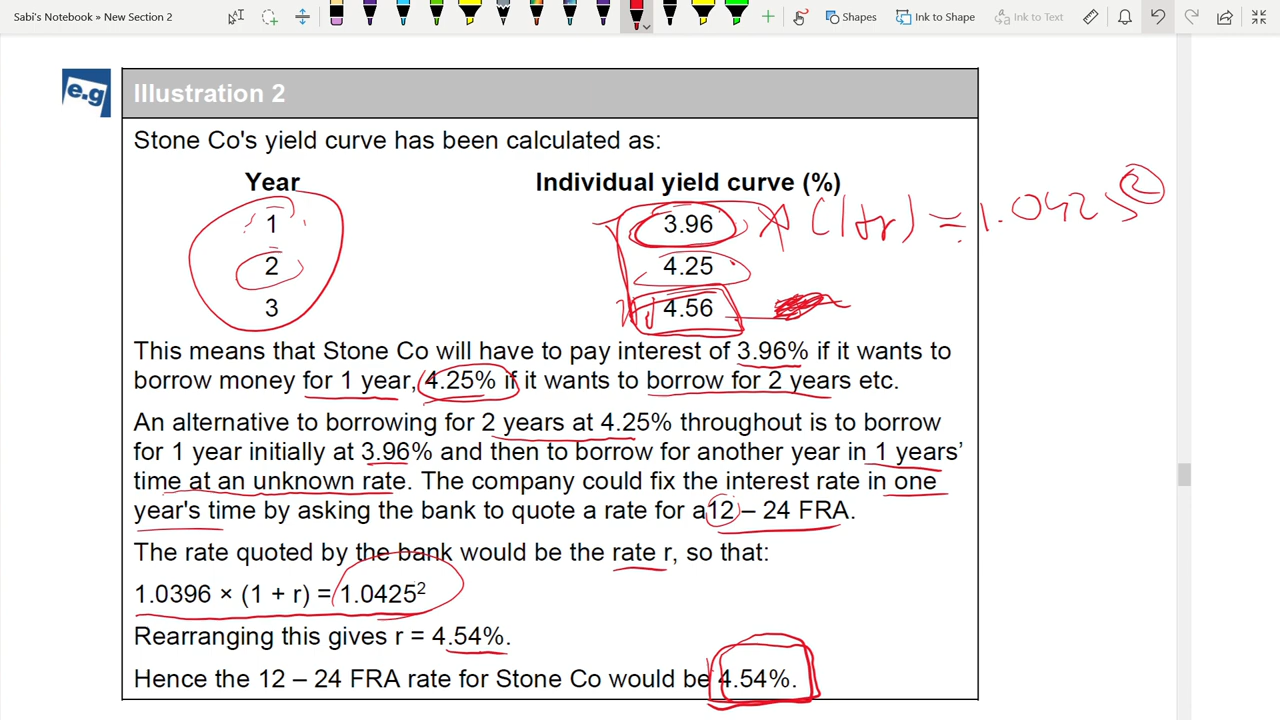 Sabi's Notebook » New Section 2
Shapes
Ink to Shape
Ink to Text
e.g
Illustration 2
Stone Co's yield curve has been calculated as:
Year Individual yield curve (%)
1 3.96 × (1+r) = 1.0425²
2 4.25
3 4.56
This means that Stone Co will have to pay interest of 3.96% if it wants to
borrow money for 1 year, 4.25% if it wants to borrow for 2 years etc.
An alternative to borrowing for 2 years at 4.25% throughout is to borrow
for 1 year initially at 3.96% and then to borrow for another year in 1 years'
time at an unknown rate. The company could fix the interest rate in one
year's time by asking the bank to quote a rate for a12 – 24 FRA.
The rate quoted by the bank would be the rate r, so that:
1.0396 × (1 + r) = 1.0425²
Rearranging this gives r = 4.54%.
Hence the 12 – 24 FRA rate for Stone Co would be 4.54%.